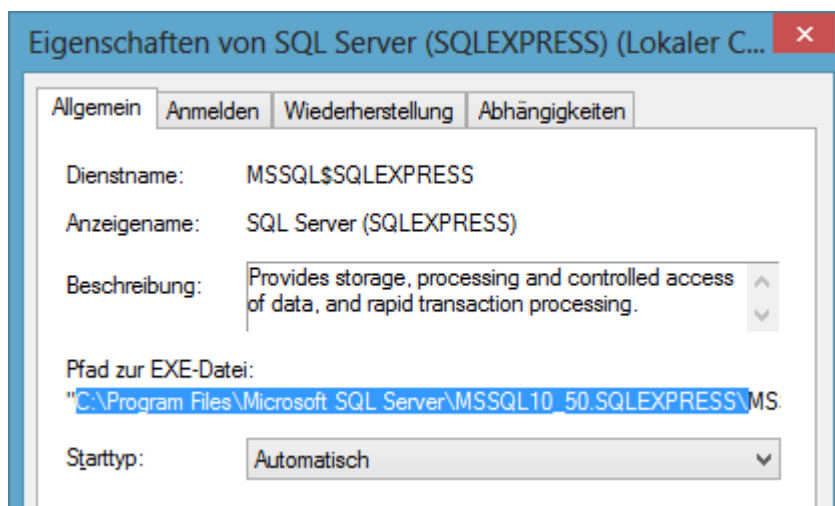 Eigenschaften von SQL Server (SQLEXPRESS) (Lokaler C...
Allgemein Anmelden Wiederherstellung Abhängigkeiten
Dienstname: MSSQL$SQLEXPRESS
Anzeigename: SQL Server (SQLEXPRESS)
Beschreibung: Provides storage, processing and controlled access
of data, and rapid transaction processing.
Pfad zur EXE-Datei:
"C:\Program Files\Microsoft SQL Server\MSSQL10_50.SQLEXPRESS\MS
Starttyp: Automatisch